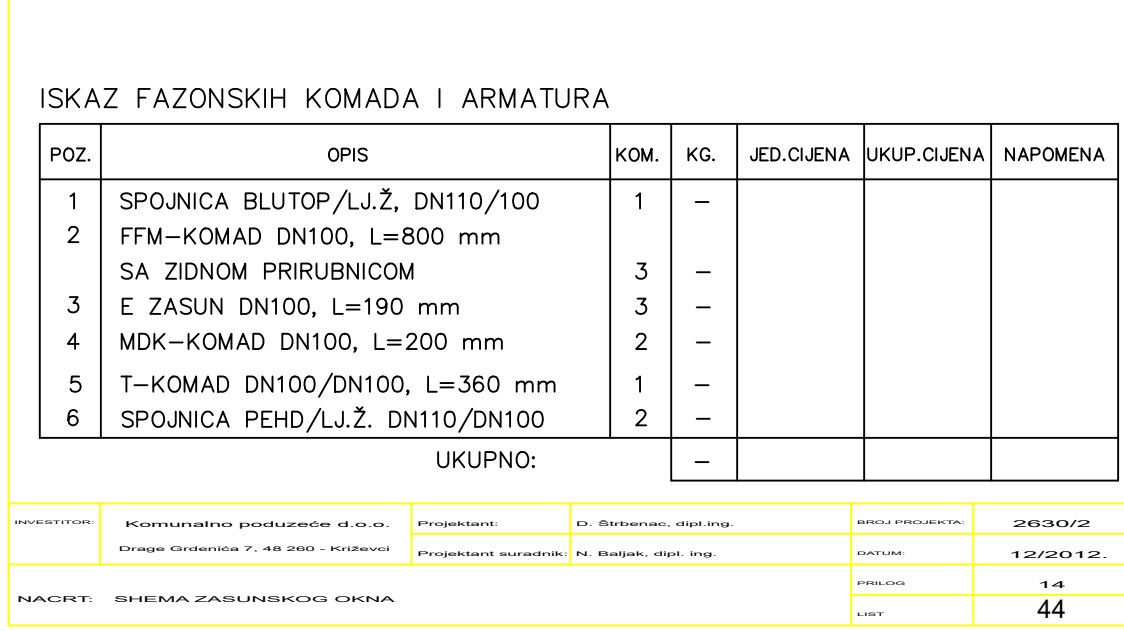 ISKAZ FAZONSKIH KOMADA I ARMATURA
POZ. OPIS KOM. KG. JED.CIJENA UKUP.CIJENA NAPOMENA
1 SPOJNICA BLUTOP/LJ.Ž, DN110/100 1 –
2 FFM–KOMAD DN100, L=800 mm
SA ZIDNOM PRIRUBNICOM 3 –
3 E ZASUN DN100, L=190 mm 3 –
4 MDK–KOMAD DN100, L=200 mm 2 –
5 T–KOMAD DN100/DN100, L=360 mm 1 –
6 SPOJNICA PEHD/LJ.Ž. DN110/DN100 2 –
UKUPNO: –
INVESTITOR: Komunalno poduzeće d.o.o. Projektant: D. Štrbenac, dipl.ing. BROJ PROJEKTA: 2630/2
Drage Grdenića 7, 48 260 - Križevci Projektant suradnik: N. Baljak, dipl. ing. DATUM: 12/2012.
PRILOG 14
NACRT: SHEMA ZASUNSKOG OKNA
LIST 44